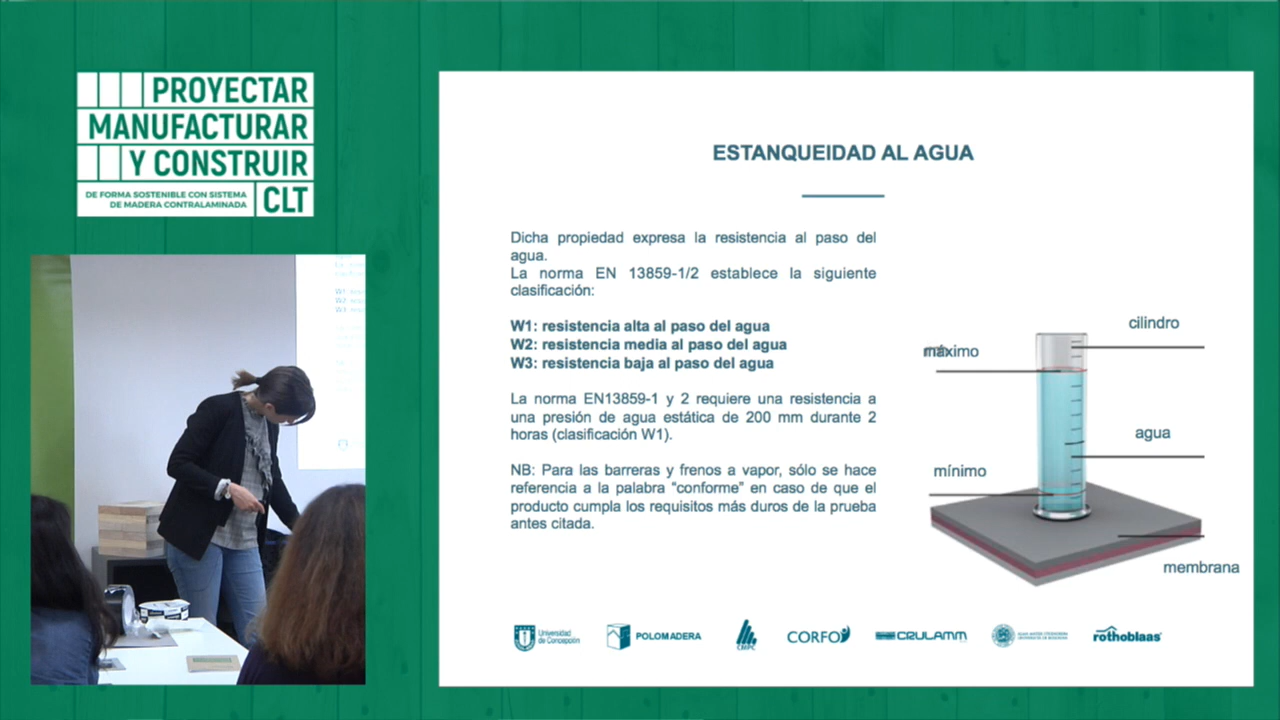 PROYECTAR
MANUFACTURAR
Y CONSTRUIR
DE FORMA SOSTENIBLE CON SISTEMA
DE MADERA CONTRALAMINADA
CLT
ESTANQUEIDAD AL AGUA
Dicha propiedad expresa la resistencia al paso del
agua.
La norma EN 13859-1/2 establece la siguiente
clasificación:
W1: resistencia alta al paso del agua
W2: resistencia media al paso del agua
W3: resistencia baja al paso del agua
La norma EN13859-1 y 2 requiere una resistencia a
una presión de agua estática de 200 mm durante 2
horas (clasificación W1).
NB: Para las barreras y frenos a vapor, sólo se hace
referencia a la palabra “conforme” en caso de que el
producto cumpla los requisitos más duros de la prueba
antes citada.
cilindro
máximo
agua
mínimo
membrana
Universidad
de Concepción
POLOMADERA
CMPC
CORFO
CRULAMM
rothoblaas